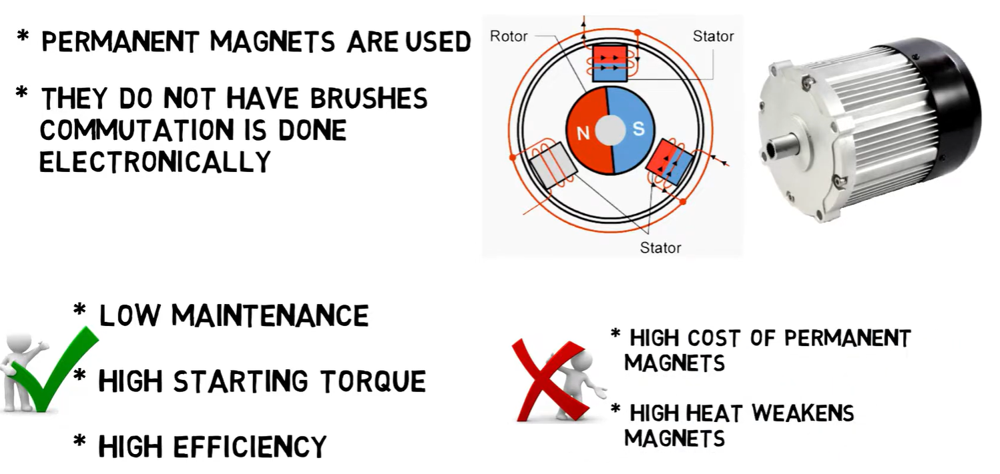 * PERMANENT MAGNETS ARE USED
* THEY DO NOT HAVE BRUSHES
COMMUTATION IS DONE
ELECTRONICALLY
Rotor
Stator
N
S
Stator
* LOW MAINTENANCE
* HIGH STARTING TORQUE
* HIGH EFFICIENCY
* HIGH COST OF PERMANENT
MAGNETS
* HIGH HEAT WEAKENS
MAGNETS